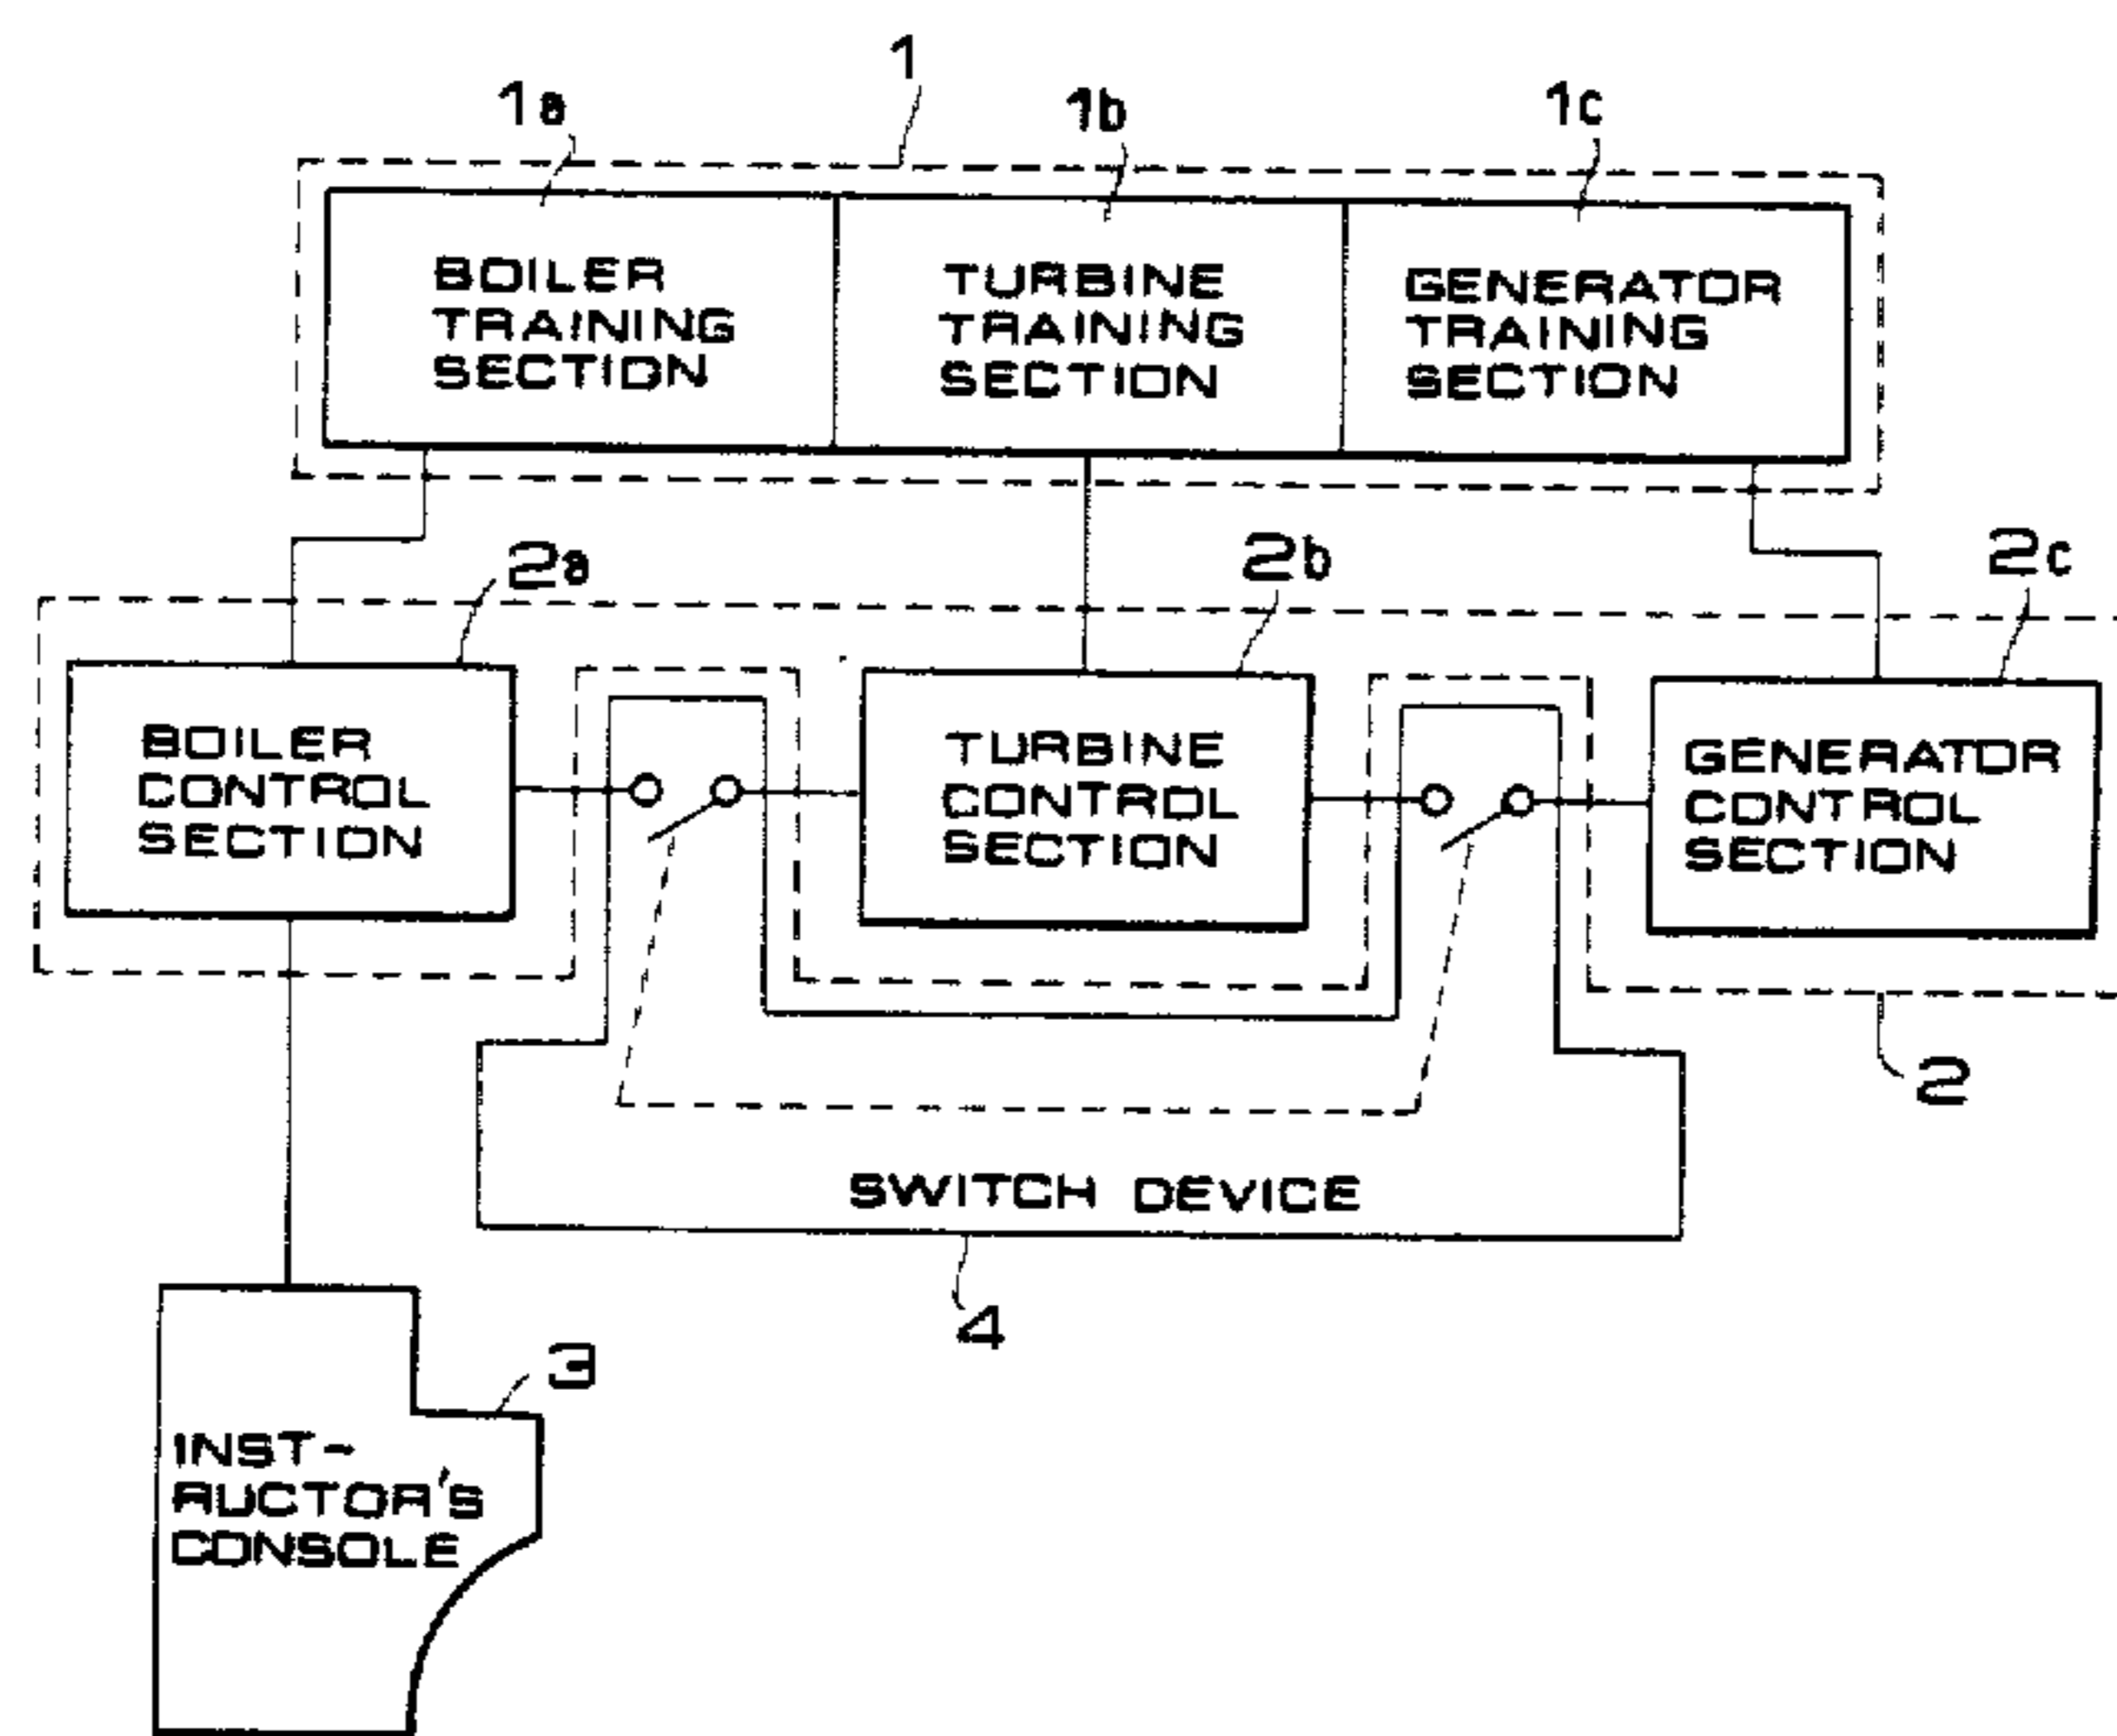 1
1a
1b
1c
BOILER
TRAINING
SECTION
TURBINE
TRAINING
SECTION
GENERATOR
TRAINING
SECTION
2a
2b
2c
BOILER
CONTROL
SECTION
TURBINE
CONTROL
SECTION
GENERATOR
CONTROL
SECTION
2
SWITCH DEVICE
4
3
INST-
RUCTOR'S
CONSOLE